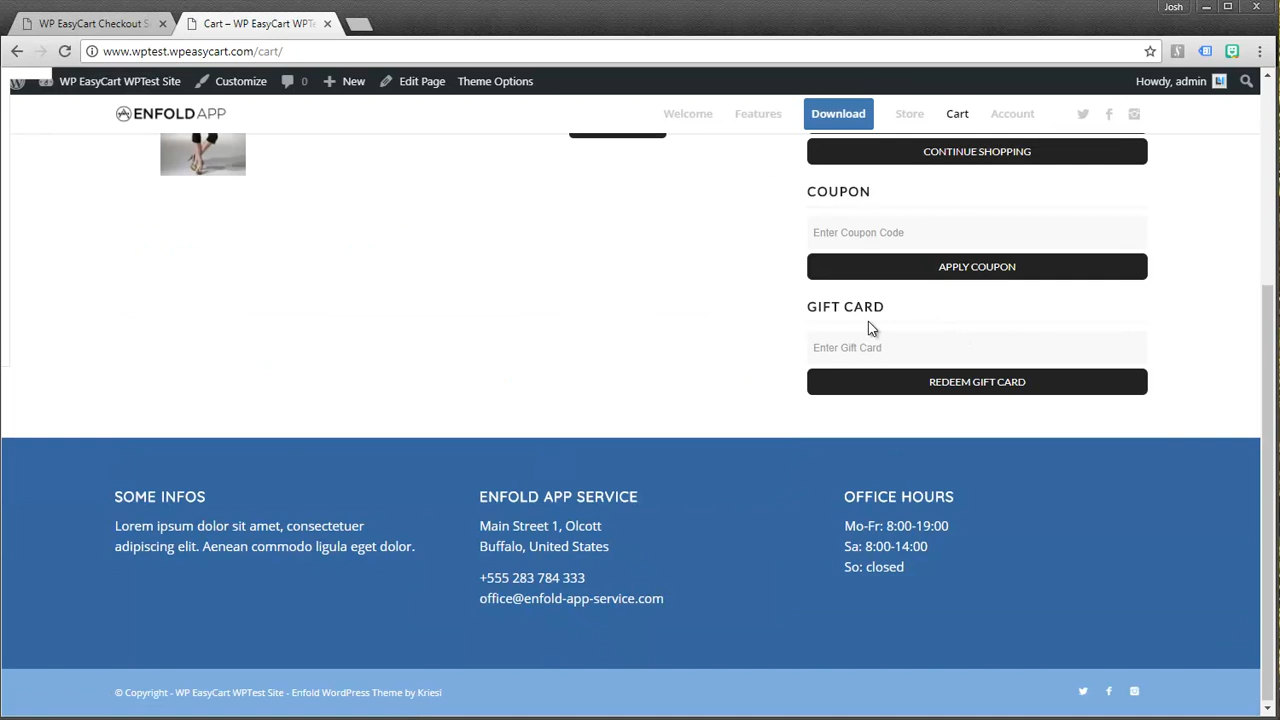 Josh
WP EasyCart Checkout S
Cart – WP EasyCart WPTe
www.wptest.wpeasycart.com/cart/
WP EasyCart WPTest Site
Customize
0
New
Edit Page
Theme Options
Howdy, admin
ENFOLD APP
Welcome
Features
Download
Store
Cart
Account
CONTINUE SHOPPING
COUPON
Enter Coupon Code
APPLY COUPON
GIFT CARD
Enter Gift Card
REDEEM GIFT CARD
SOME INFOS
Lorem ipsum dolor sit amet, consectetuer
adipiscing elit. Aenean commodo ligula eget dolor.
ENFOLD APP SERVICE
Main Street 1, Olcott
Buffalo, United States
+555 283 784 333
office@enfold-app-service.com
OFFICE HOURS
Mo-Fr: 8:00-19:00
Sa: 8:00-14:00
So: closed
© Copyright - WP EasyCart WPTest Site - Enfold WordPress Theme by Kriesi